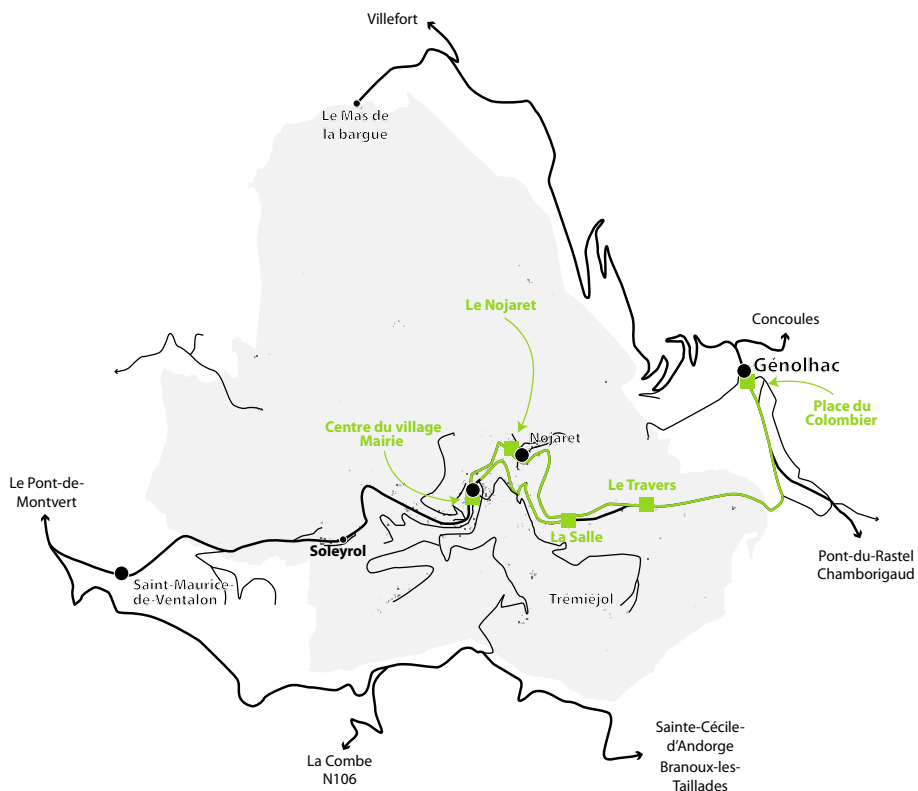 Villefort
Le Mas de
la bargue
Le Nojaret
Concoules
Génolhac
Place du
Colombier
Centre du village
Mairie
Nojaret
Le Pont-de-
Montvert
Le Travers
La Salle
Soleyrol
Pont-du-Rastel
Chamborigaud
Saint-Maurice-
de-Ventalon
Trémiéjol
Sainte-Cécile-
d'Andorge
Branoux-les-
Taillades
La Combe
N106